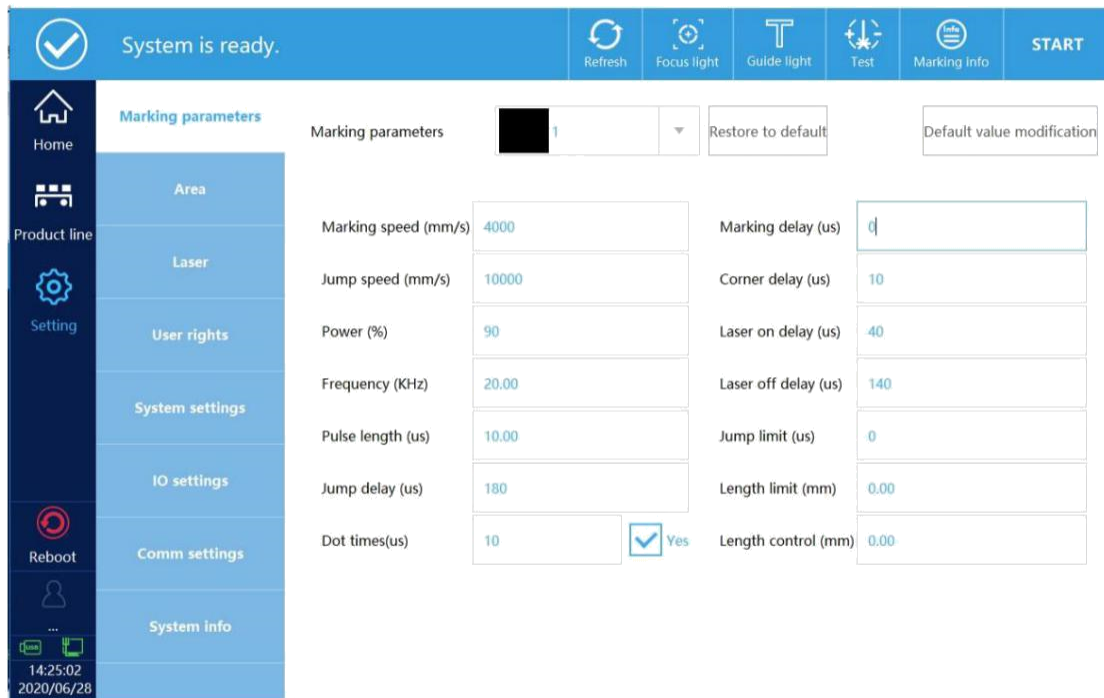 System is ready.
Refresh
Focus light
Guide light
Test
Info
Marking info
START
Home
Product line
Setting
Reboot
...
USB
14:25:02
2020/06/28
Marking parameters
Area
Laser
User rights
System settings
IO settings
Comm settings
System info
Marking parameters 1 Restore to default Default value modification
Marking speed (mm/s) 4000 Marking delay (us) 0
Jump speed (mm/s) 10000 Corner delay (us) 10
Power (%) 90 Laser on delay (us) 40
Frequency (KHz) 20.00 Laser off delay (us) 140
Pulse length (us) 10.00 Jump limit (us) 0
Jump delay (us) 180 Length limit (mm) 0.00
Dot times(us) 10 Yes Length control (mm) 0.00